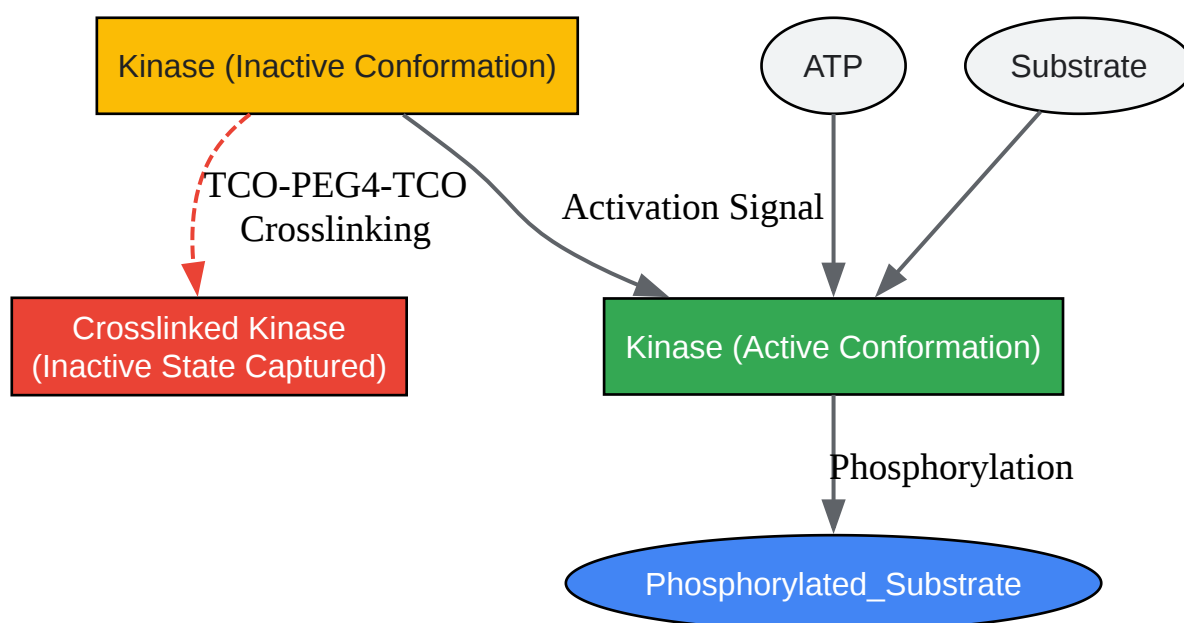 Kinase (Inactive Conformation)
ATP
Substrate
TCO-PEG4-TCO
Crosslinking
Activation Signal
Crosslinked Kinase
(Inactive State Captured)
Kinase (Active Conformation)
Phosphorylation
Phosphorylated_Substrate